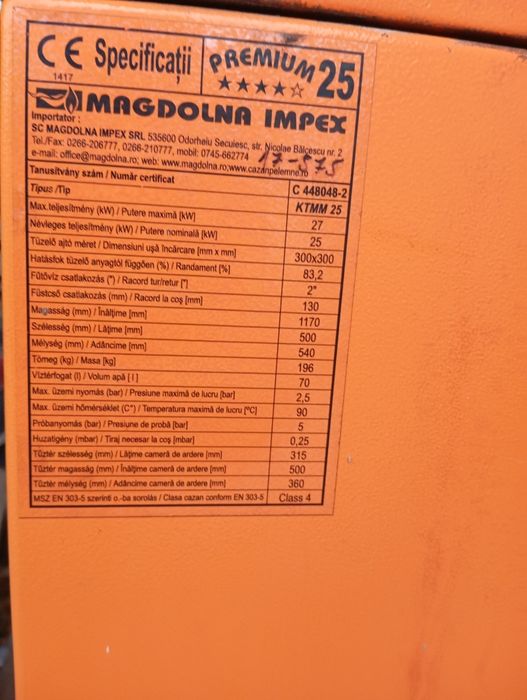 CE Specificații PREMIUM 25
1417
★★★★☆
MAGDOLNA IMPEX
Importator :
SC MAGDOLNA IMPEX SRL 535600 Odorheiu Secuiesc, str. Nicolae Bălcescu nr. 2
Tel./Fax: 0266-206777, 0266-210777, mobil: 0745-662774
e-mail: office@magdolna.ro; web: www.magdolna.ro;www.cazanpelemne.ro
17-575
Tanusítvány szám / Număr certificat C 448048-2
Típus /Tip KTMM 25
Max.teljesítmény (kW) / Putere maximă [kW] 27
Névleges teljesítmény (kW) / Putere nominală [kW] 25
Tüzelő ajtó méret / Dimensiuni ușă încărcare [mm x mm] 300x300
Hatásfok tüzelő anyagtól függően (%) / Randament [%] 83,2
Fűtővíz csatlakozás (") / Racord tur/retur ["] 2"
Füstcső csatlakozás (mm) / Racord la coș [mm] 130
Magasság (mm) / Înălțime [mm] 1170
Szélesség (mm) / Lățime [mm] 500
Mélység (mm) / Adâncime [mm] 540
Tömeg (kg) / Masa [kg] 196
Víztérfogat (l) / Volum apă [ l ] 70
Max. üzemi nyomás (bar) / Presiune maximă de lucru [bar] 2,5
Max. üzemi hőmérséklet (C°) / Temperatura maximă de lucru [°C] 90
Próbanyomás (bar) / Presiune de probă [bar] 5
Huzatigény (mbar) / Tiraj necesar la coș [mbar] 0,25
Tűztér szélesség (mm) / Lățime cameră de ardere [mm] 315
Tűztér magasság (mm) / Înălțime cameră de ardere [mm] 500
Tűztér mélység (mm) / Adâncime cameră de ardere [mm] 360
MSZ EN 303-5 szerinti o.-ba sorolás / Clasa cazan conform EN 303-5 Class 4